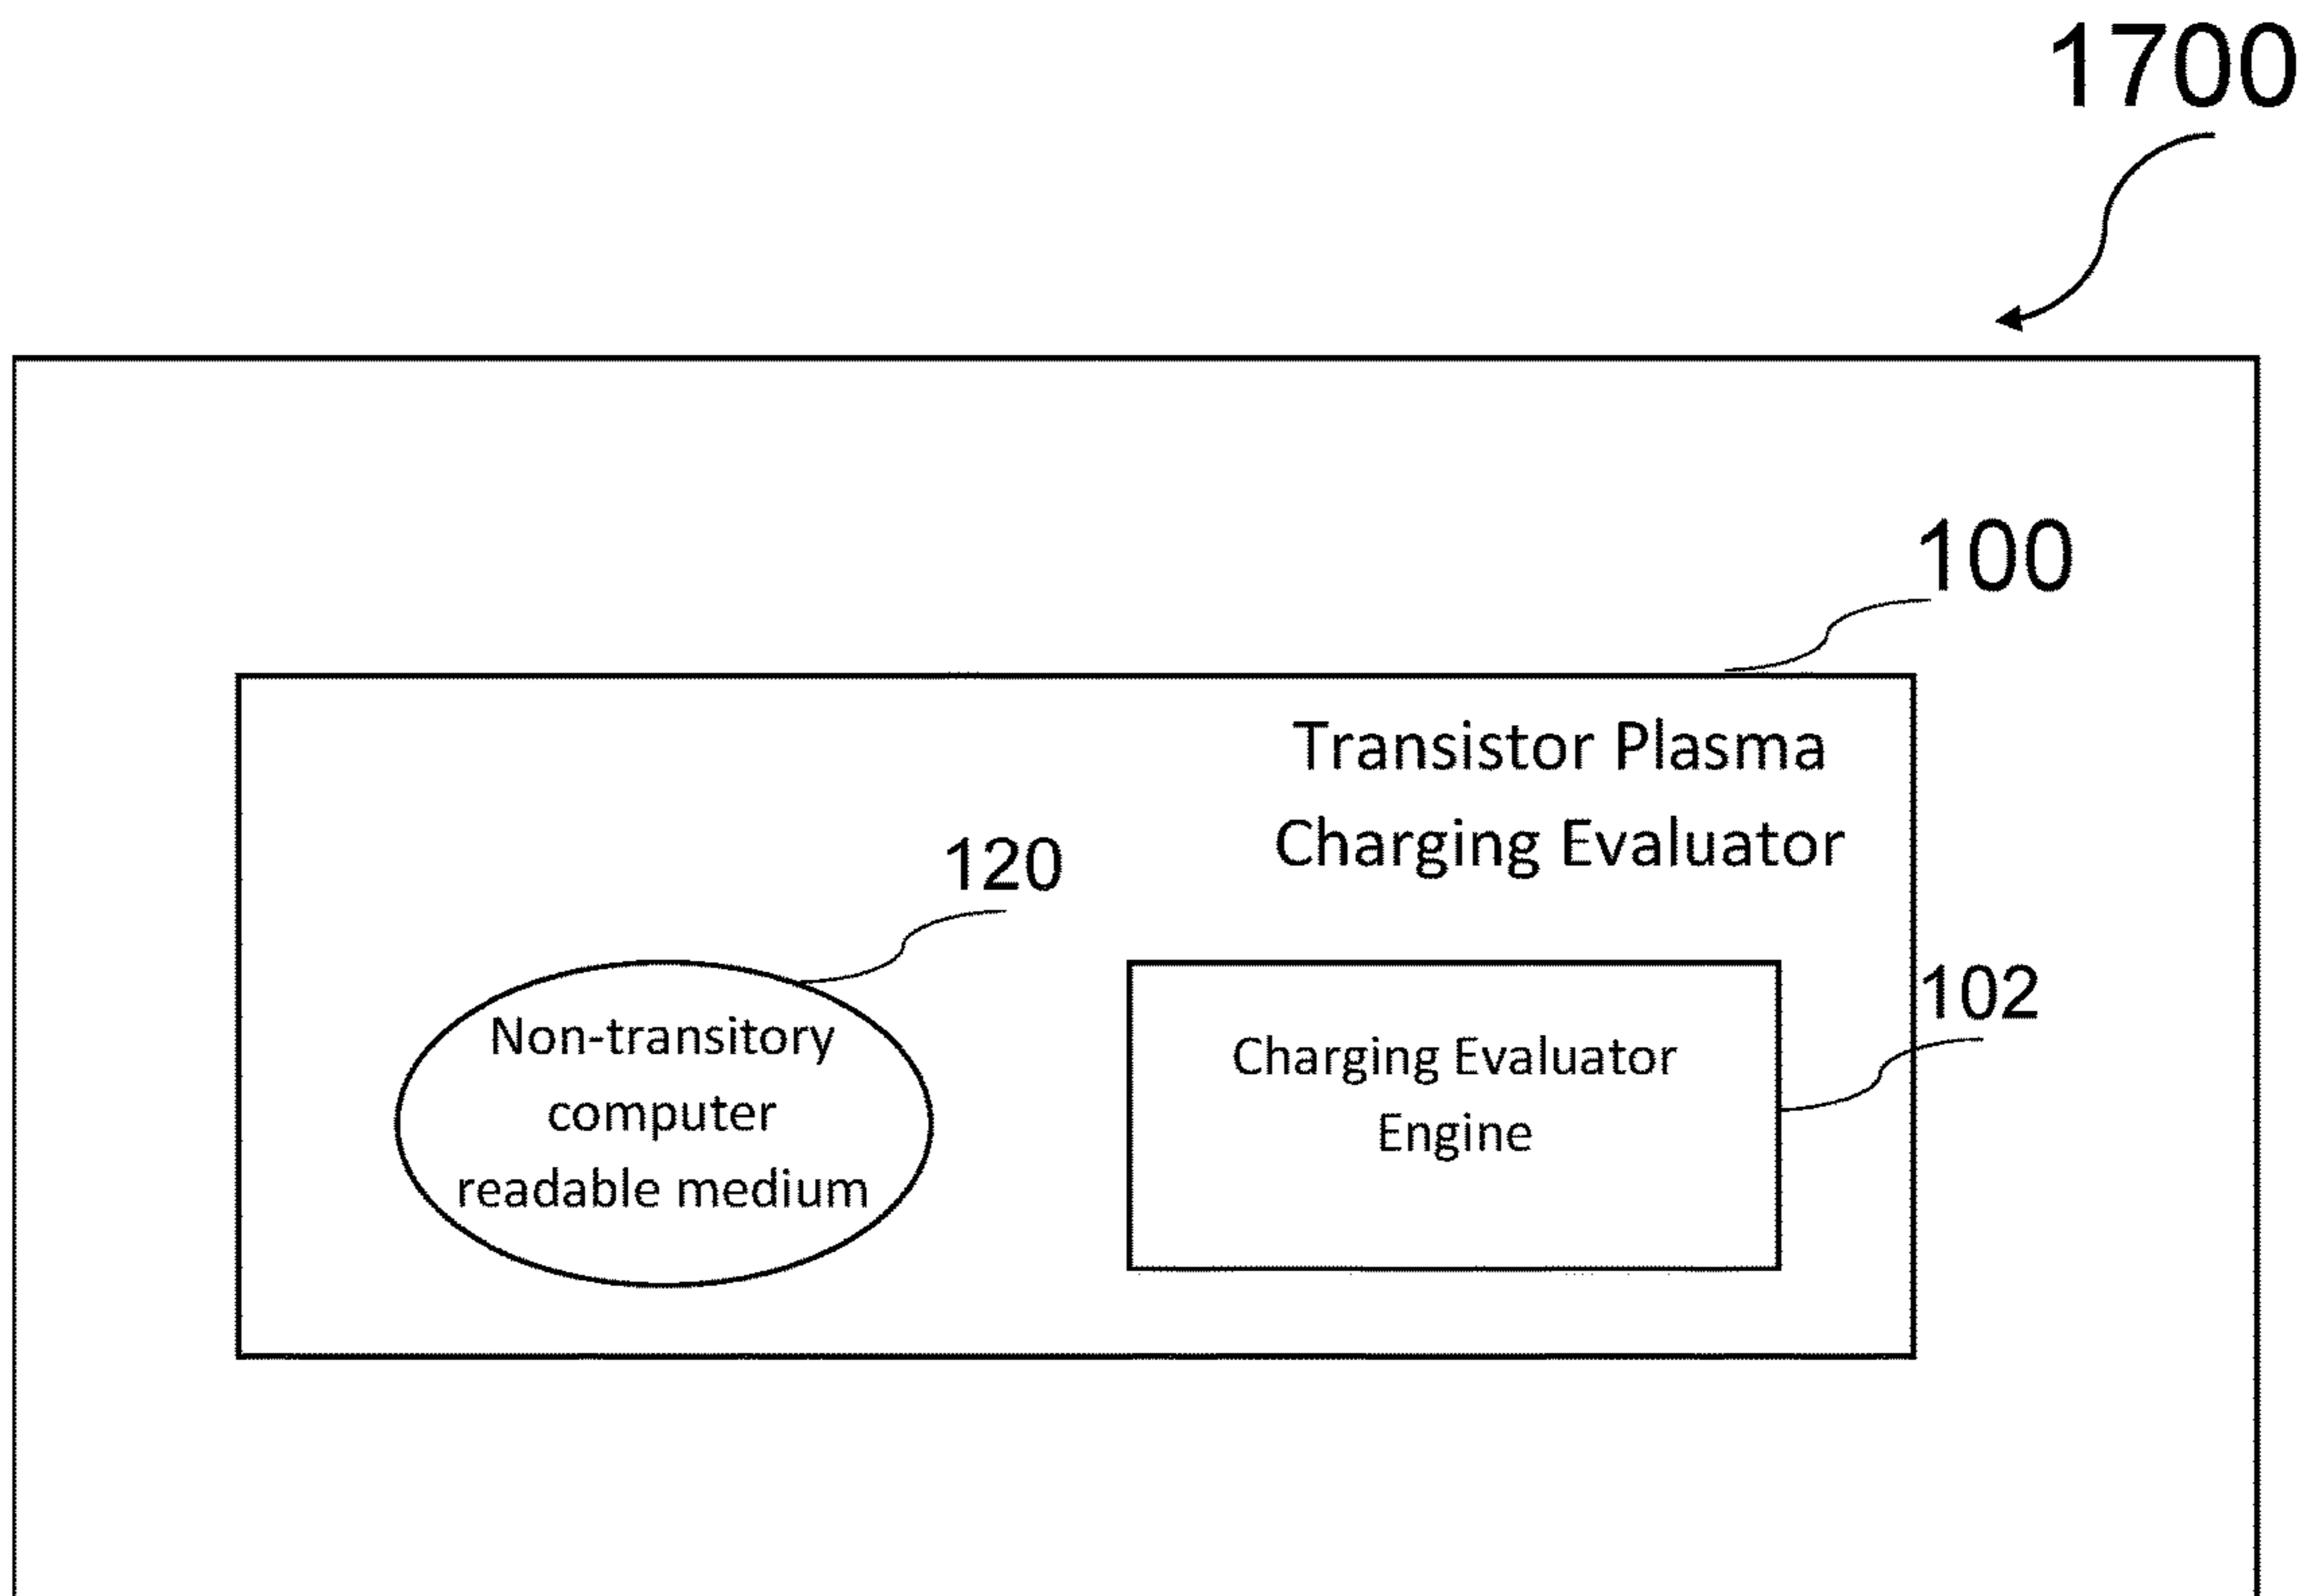 1700
100
Transistor Plasma
Charging Evaluator
120
102
Non-transitory
computer
readable medium
Charging Evaluator
Engine